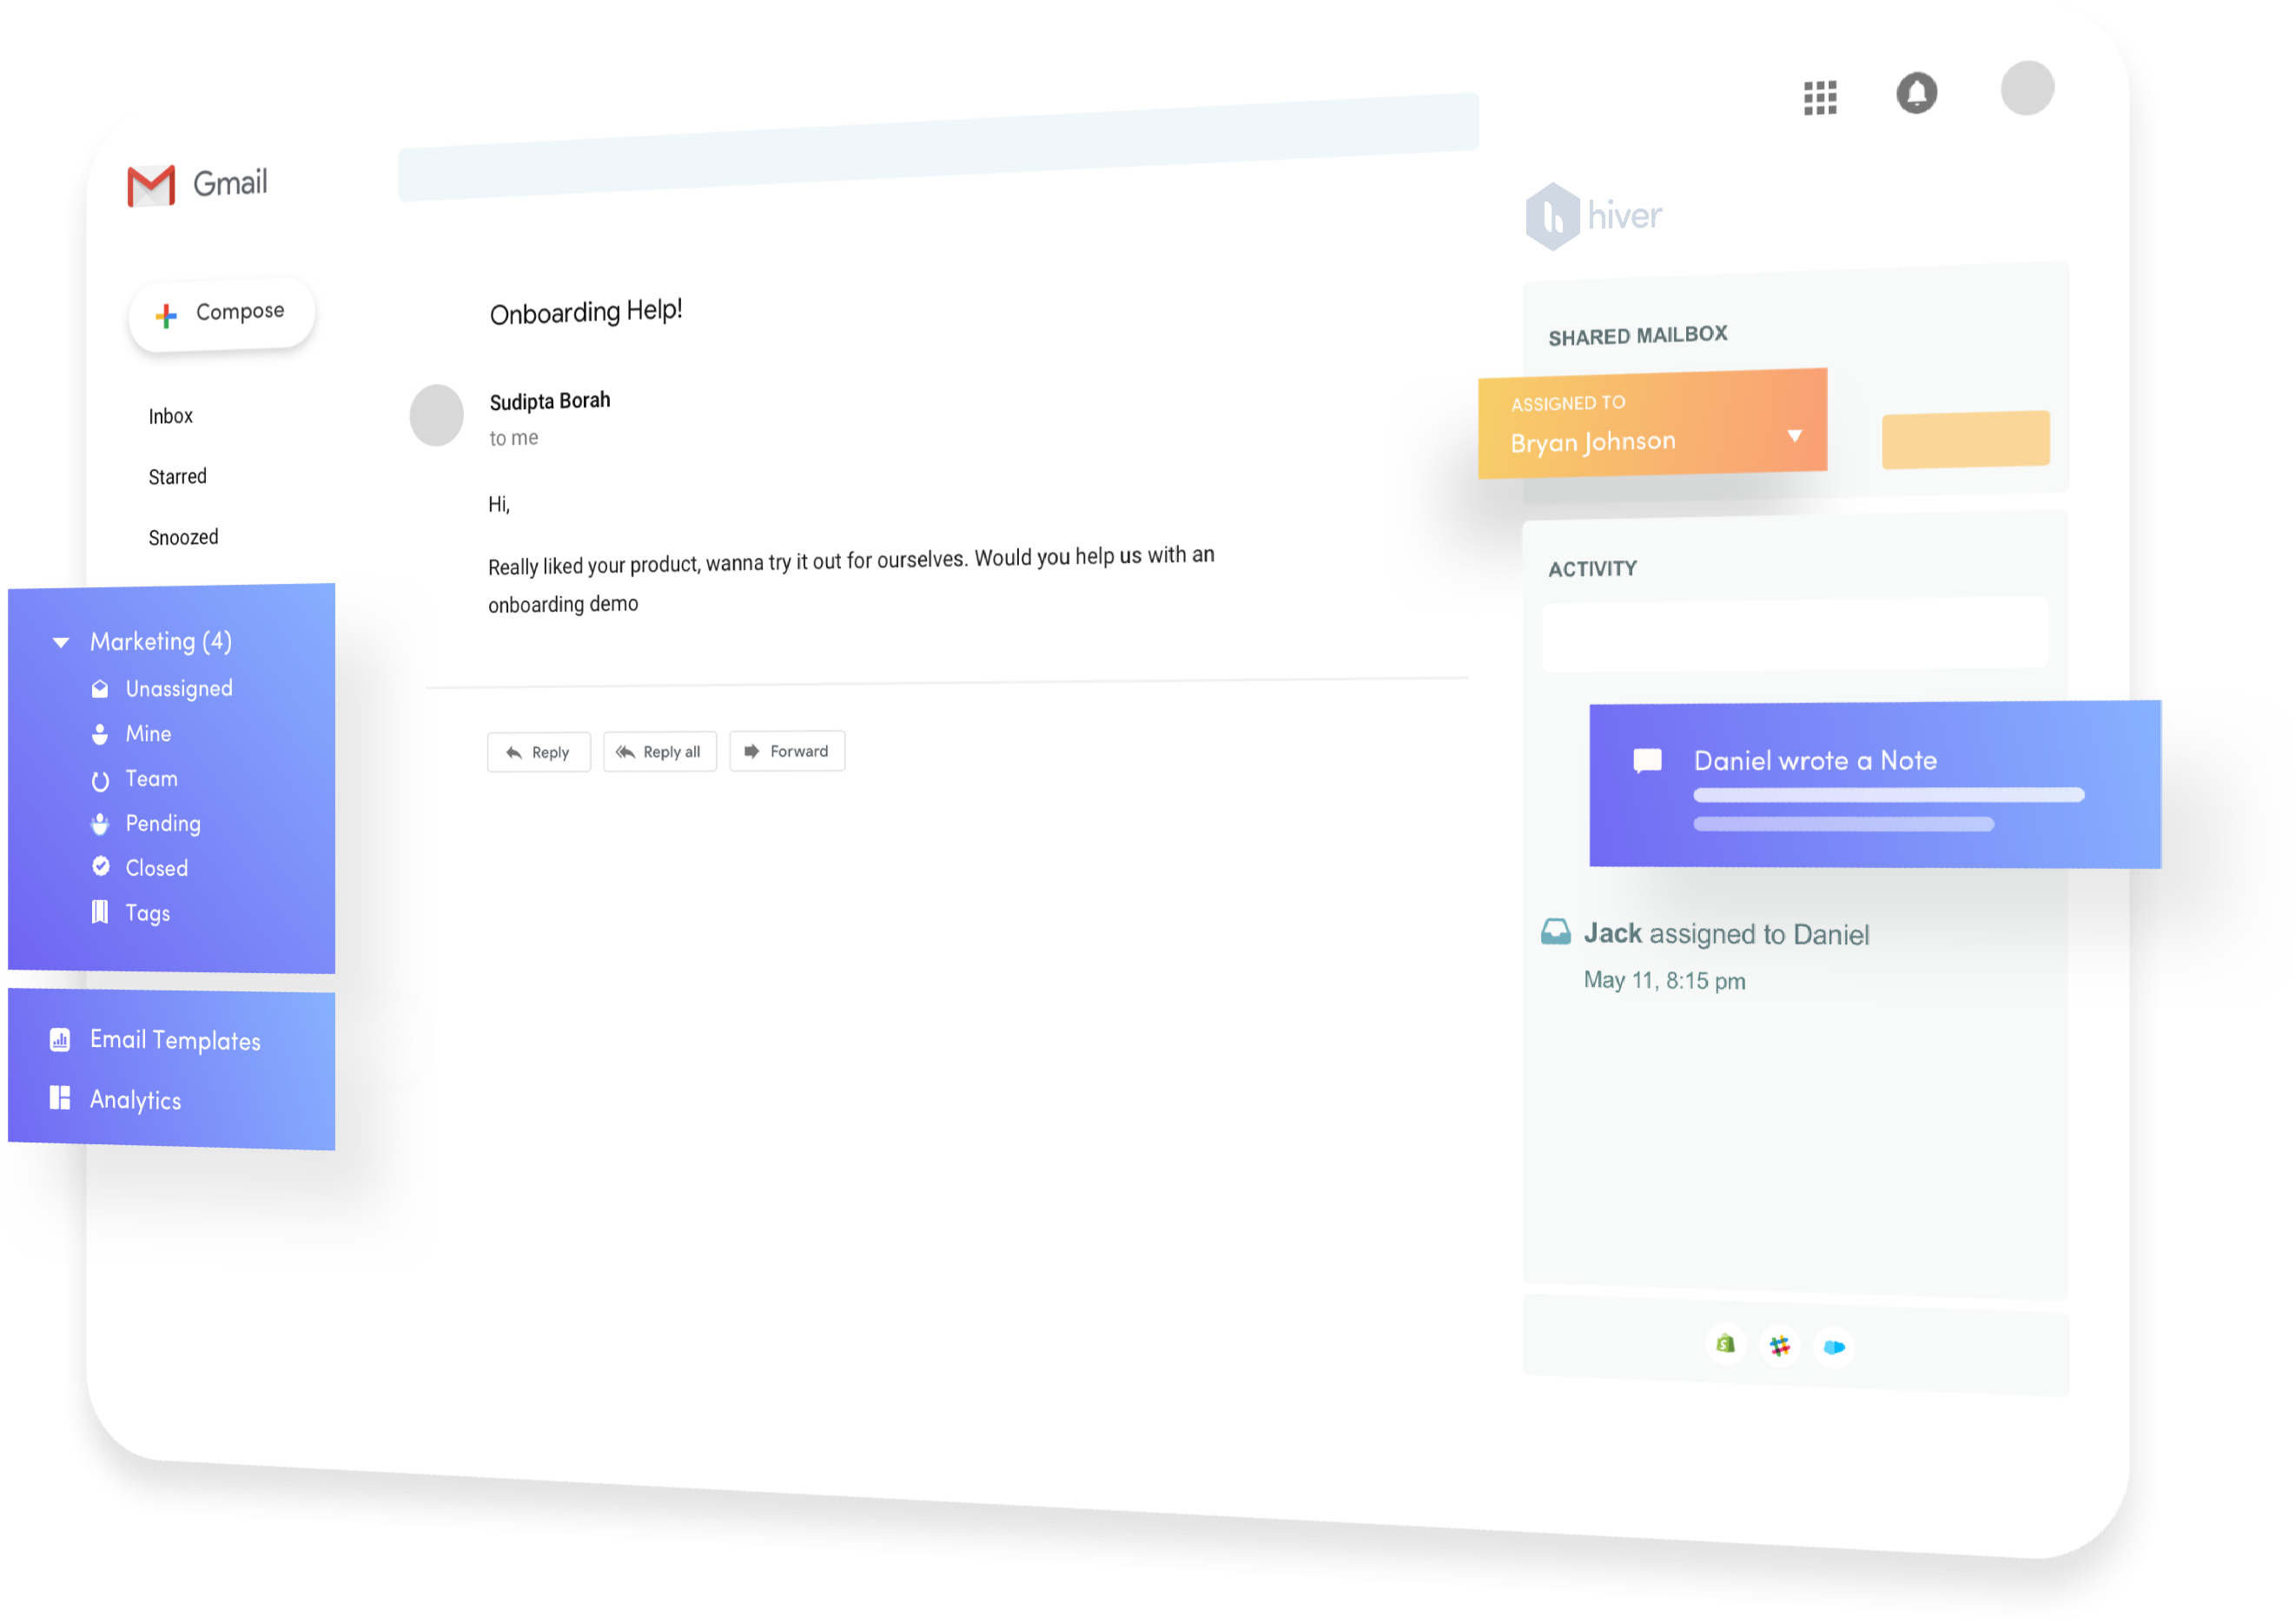 Gmail
hiver
Compose
Inbox
Starred
Snoozed
Marketing (4)
Unassigned
Mine
Team
Pending
Closed
Tags
Email Templates
Analytics
Onboarding Help!
Sudipta Borah
to me
Hi,
Really liked your product, wanna try it out for ourselves. Would you help us with an
onboarding demo
Reply
Reply all
Forward
SHARED MAILBOX
ASSIGNED TO
Bryan Johnson
ACTIVITY
Daniel wrote a Note
Jack assigned to Daniel
May 11, 8:15 pm